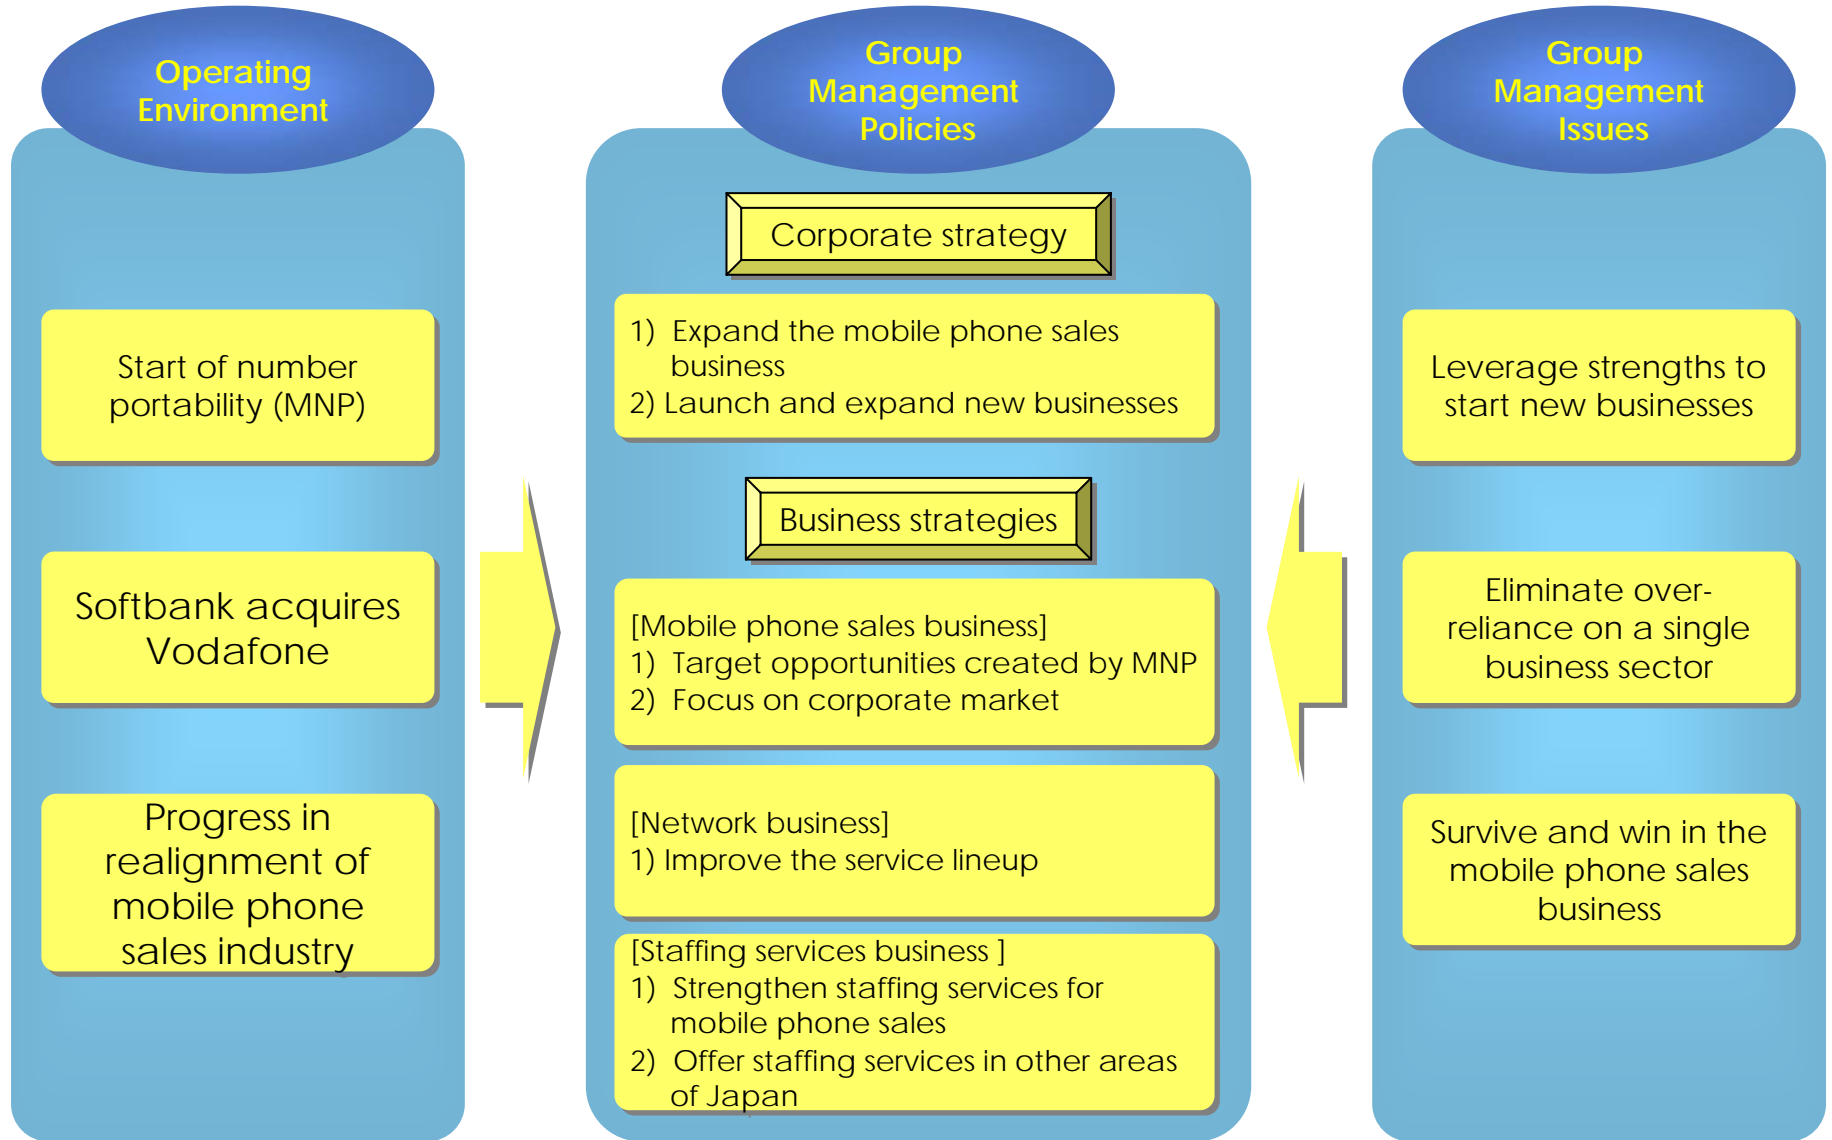 Operating
Environment
Start of number
portability (MNP)
Softbank acquires
Vodafone
Progress in
realignment of
mobile phone
sales industry
Group
Management
Policies
Corporate strategy
1) Expand the mobile phone sales
business
2) Launch and expand new businesses
Business strategies
[Mobile phone sales business]
1) Target opportunities created by MNP
2) Focus on corporate market
[Network business]
1) Improve the service lineup
[Staffing services business ]
1) Strengthen staffing services for
mobile phone sales
2) Offer staffing services in other areas
of Japan
Group
Management
Issues
Leverage strengths to
start new businesses
Eliminate over-
reliance on a single
business sector
Survive and win in the
mobile phone sales
business